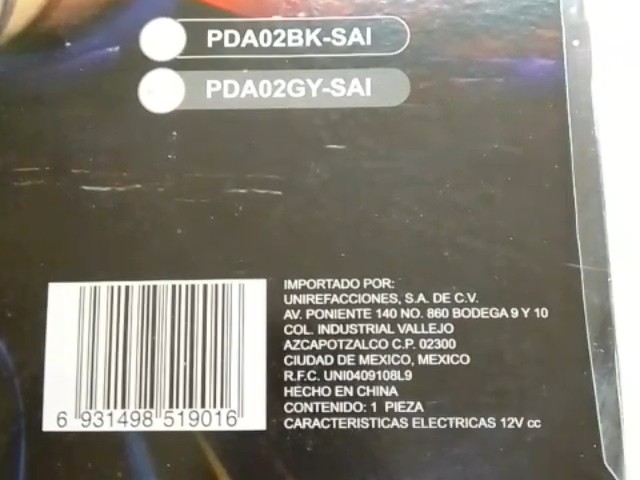 PDA02BK-SAI
PDA02GY-SAI
IMPORTADO POR:
UNIREFACCIONES, S.A. DE C.V.
AV. PONIENTE 140 NO. 860 BODEGA 9 Y 10
COL. INDUSTRIAL VALLEJO
AZCAPOTZALCO C.P. 02300
CIUDAD DE MEXICO, MEXICO
R.F.C. UNI0409108L9
HECHO EN CHINA
CONTENIDO: 1 PIEZA
CARACTERISTICAS ELECTRICAS 12V cc
6 931498 519016